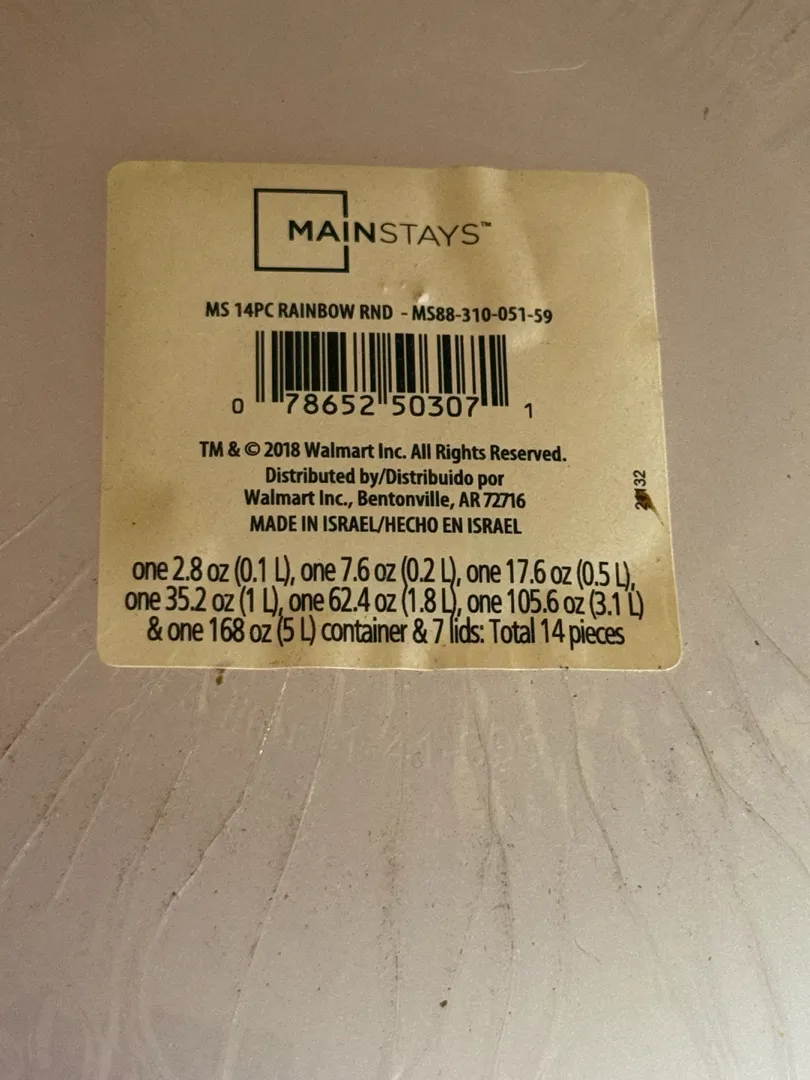 MAINSTAYS™
MS 14PC RAINBOW RND - MS88-310-051-59
0 78652 50307 1
TM & © 2018 Walmart Inc. All Rights Reserved.
Distributed by/Distribuido por
Walmart Inc., Bentonville, AR 72716
MADE IN ISRAEL/HECHO EN ISRAEL
one 2.8 oz (0.1 L), one 7.6 oz (0.2 L), one 17.6 oz (0.5 L),
one 35.2 oz (1 L), one 62.4 oz (1.8 L), one 105.6 oz (3.1 L)
& one 168 oz (5 L) container & 7 lids: Total 14 pieces